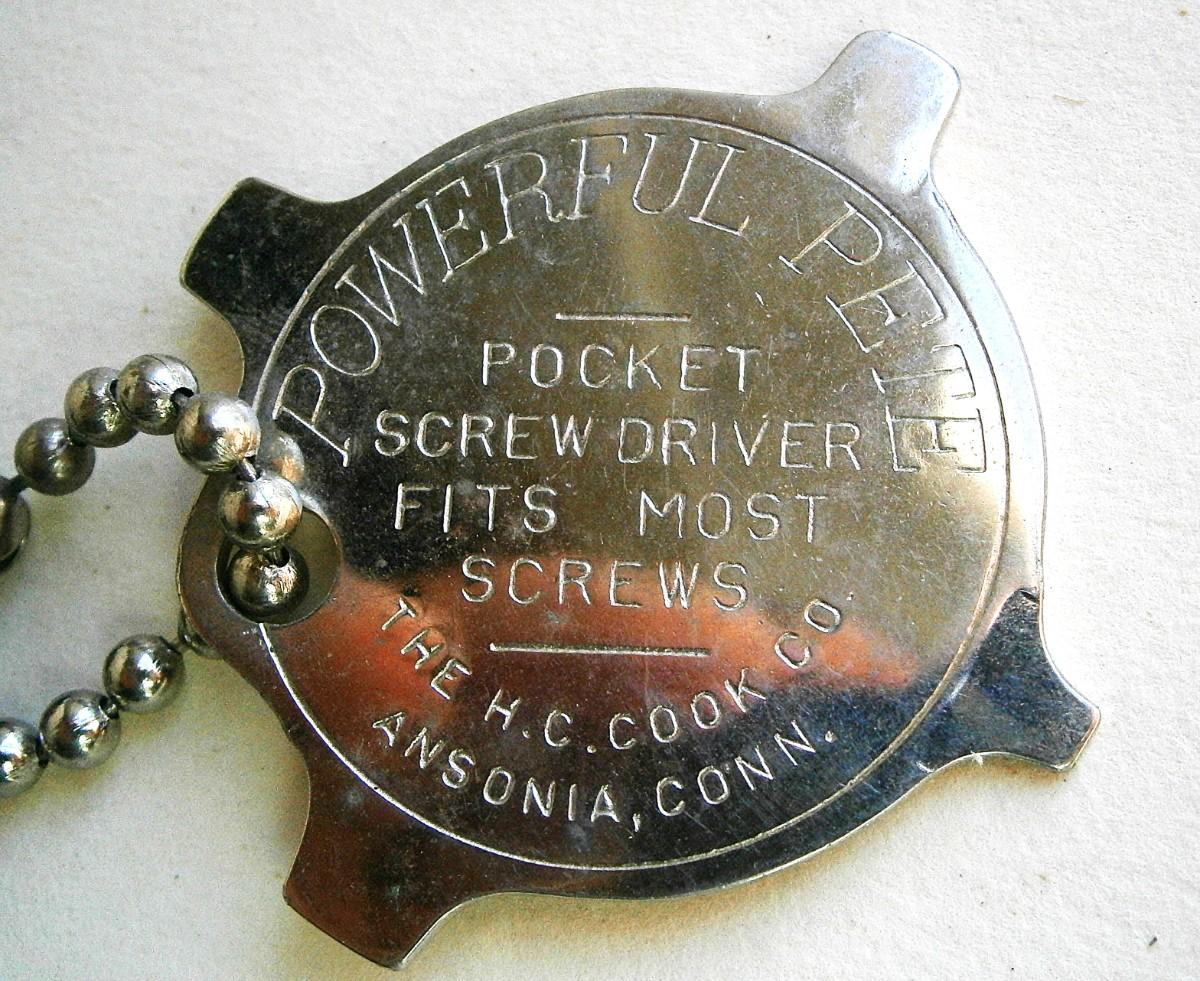 POWERFUL PETE
POCKET
SCREW DRIVER
FITS MOST
SCREWS
THE H.C. COOK CO
ANSONIA, CONN.